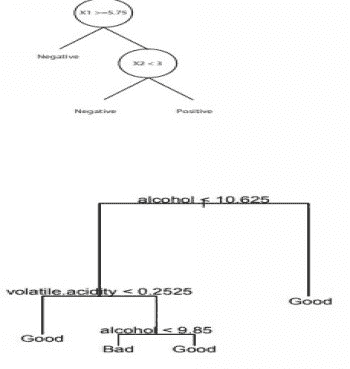 X1 >=5.75
Negative
X2 < 3
Negative Positive
alcohol < 10.625
volatile.acidity < 0.2525
Good
alcohol < 9.85
Good
Bad Good